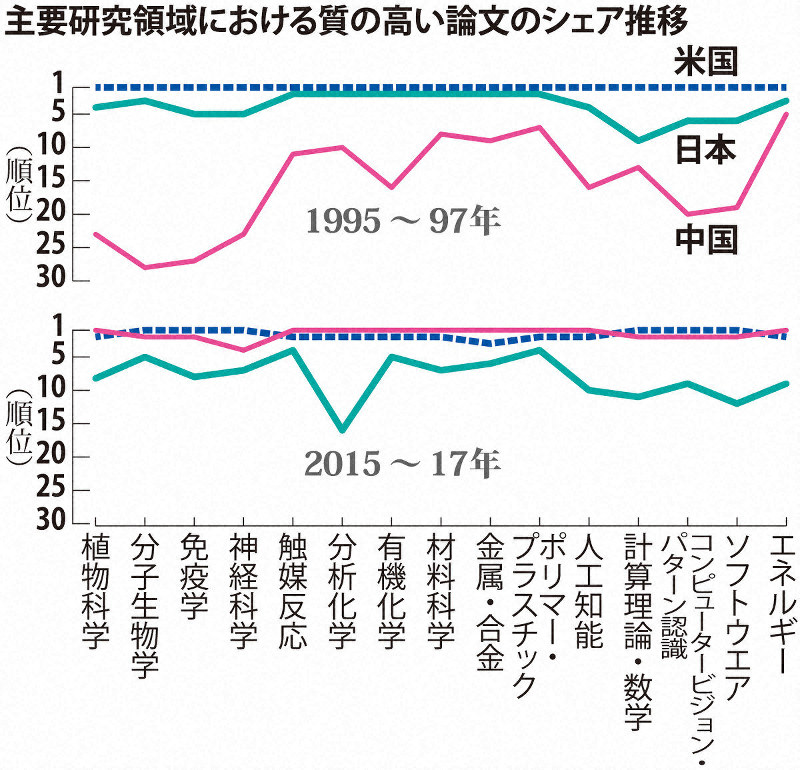 主要研究領域における質の高い論文のシェア推移
1
5
10
15
20
25
30
(順位)
米国
日本
中国
1995～97年
1
5
10
15
20
25
30
(順位)
2015～17年
植物科学
分子生物学
免疫学
神経科学
触媒反応
分析化学
有機化学
材料科学
金属・合金
ポリマー・
プラスチック
人工知能
計算理論・数学
コンピュータービジョン・
パターン認識
ソフトウエア
エネルギー